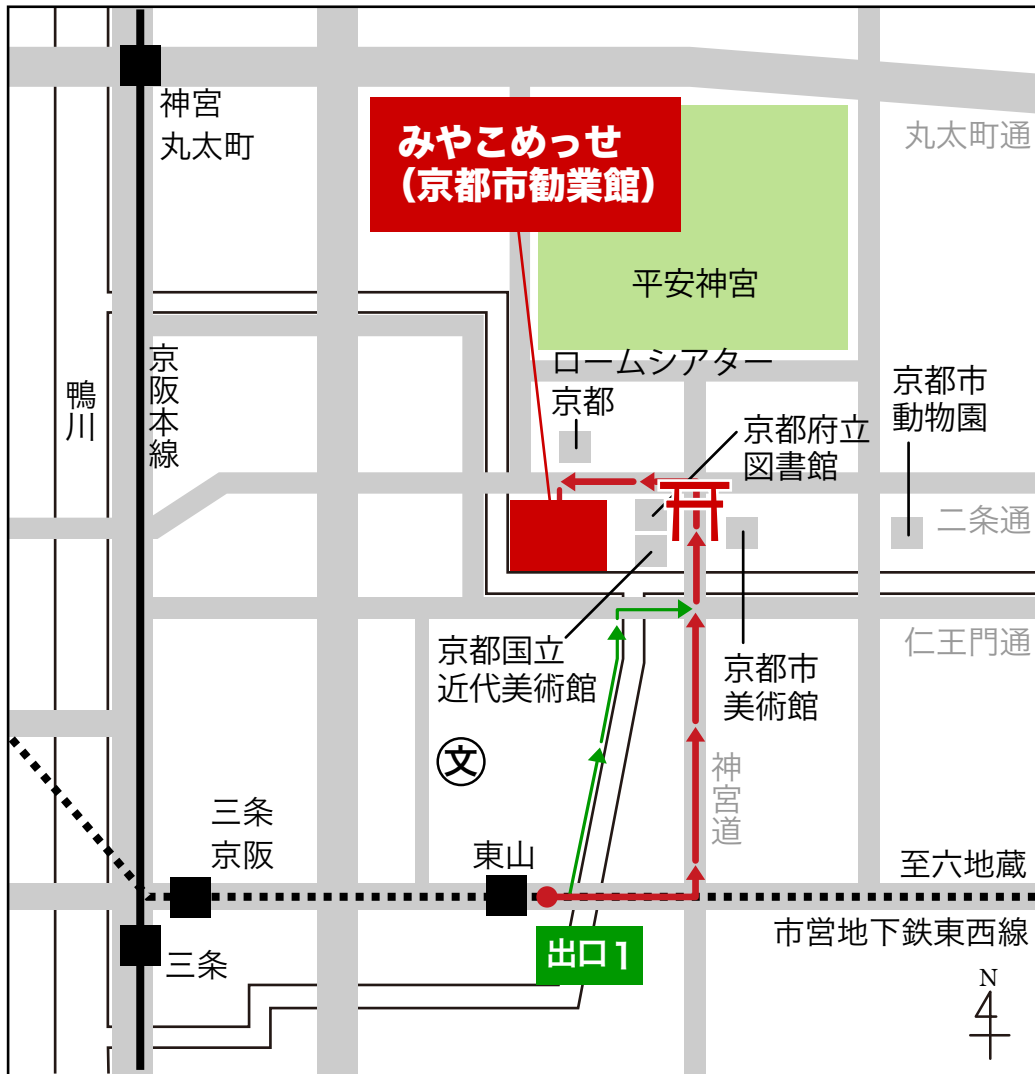 神宮
丸太町
丸太町通
みやこめっせ
（京都市勧業館）
平安神宮
鴨川
京阪本線
ロームシアター
京都
京都府立
図書館
京都市
動物園
二条通
仁王門通
京都国立
近代美術館
京都市
美術館
文
神宮道
三条
京阪
東山
至六地蔵
市営地下鉄東西線
出口1
三条
N